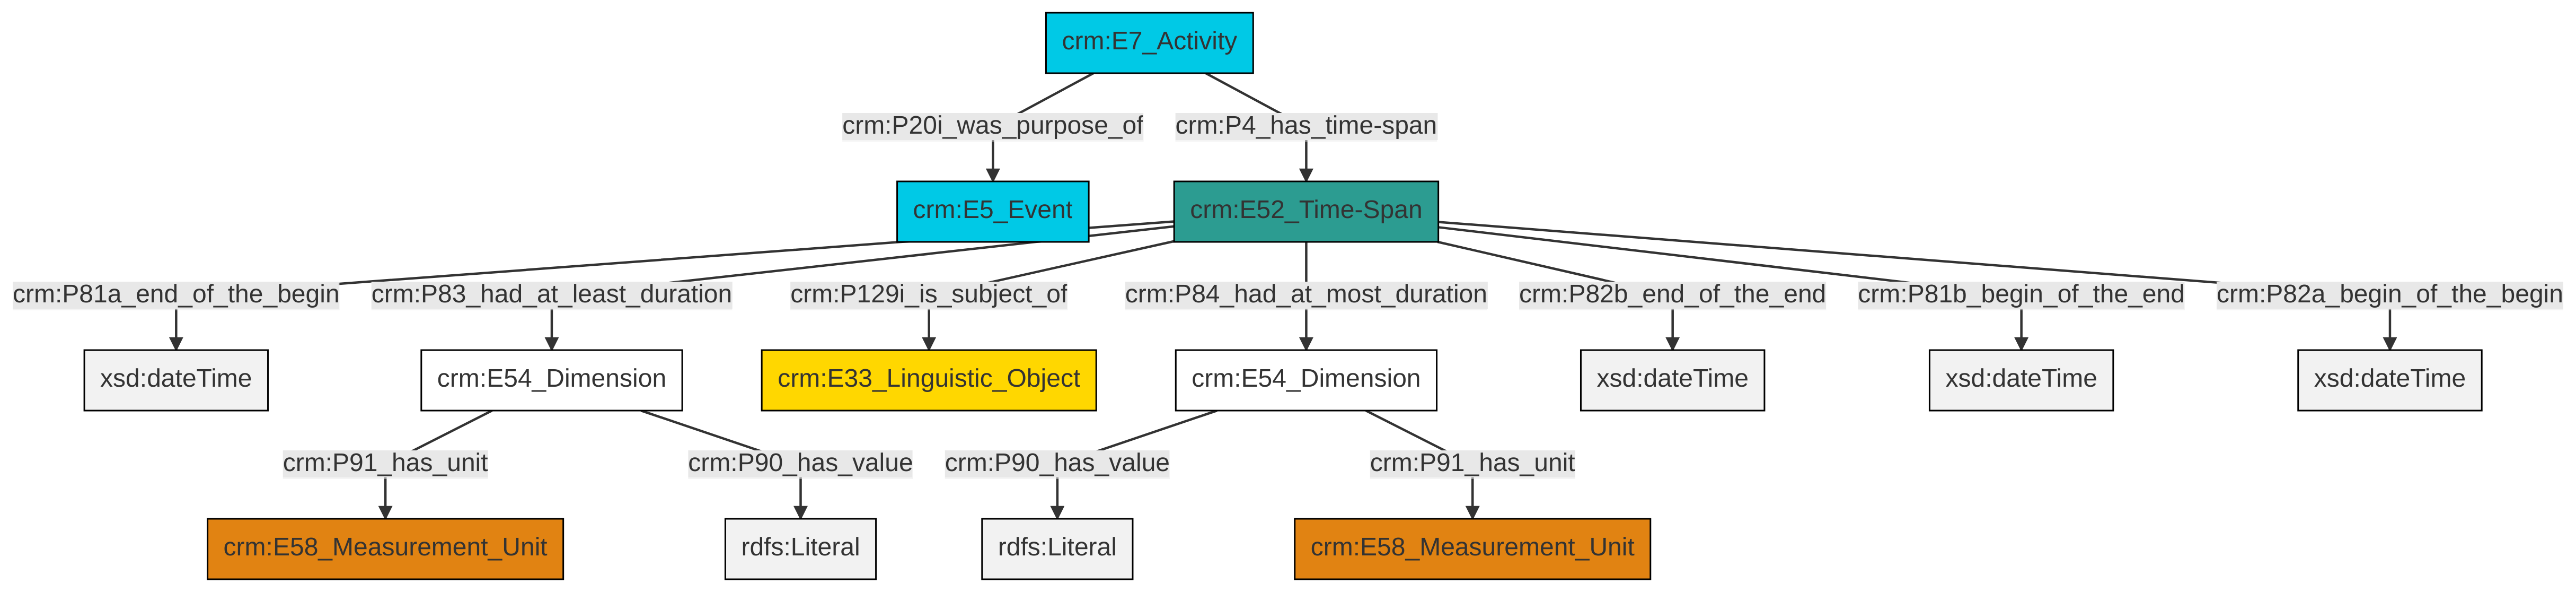 crm:E7_Activity
crm:P20i_was_purpose_of
crm:P4_has_time-span
crm:E5_Event
crm:E52_Time-Span
crm:P81a_end_of_the_begin
crm:P83_had_at_least_duration
crm:P129i_is_subject_of
crm:P84_had_at_most_duration
crm:P82b_end_of_the_end
crm:P81b_begin_of_the_end
crm:P82a_begin_of_the_begin
xsd:dateTime
crm:E54_Dimension
crm:E33_Linguistic_Object
crm:E54_Dimension
xsd:dateTime
xsd:dateTime
xsd:dateTime
crm:P91_has_unit
crm:P90_has_value
crm:P90_has_value
crm:P91_has_unit
crm:E58_Measurement_Unit
rdfs:Literal
rdfs:Literal
crm:E58_Measurement_Unit